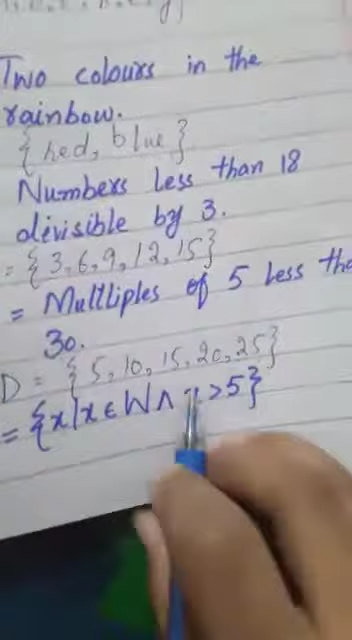 Two colours in the
rainbow.
{ red, blue }
Numbers less than 18
divisible by 3.
= { 3, 6, 9, 12, 15}
= Multiples of 5 less tha
30.
D = { 5, 10, 15, 20, 25}
= {x/x ∈ W ∧ x > 5}